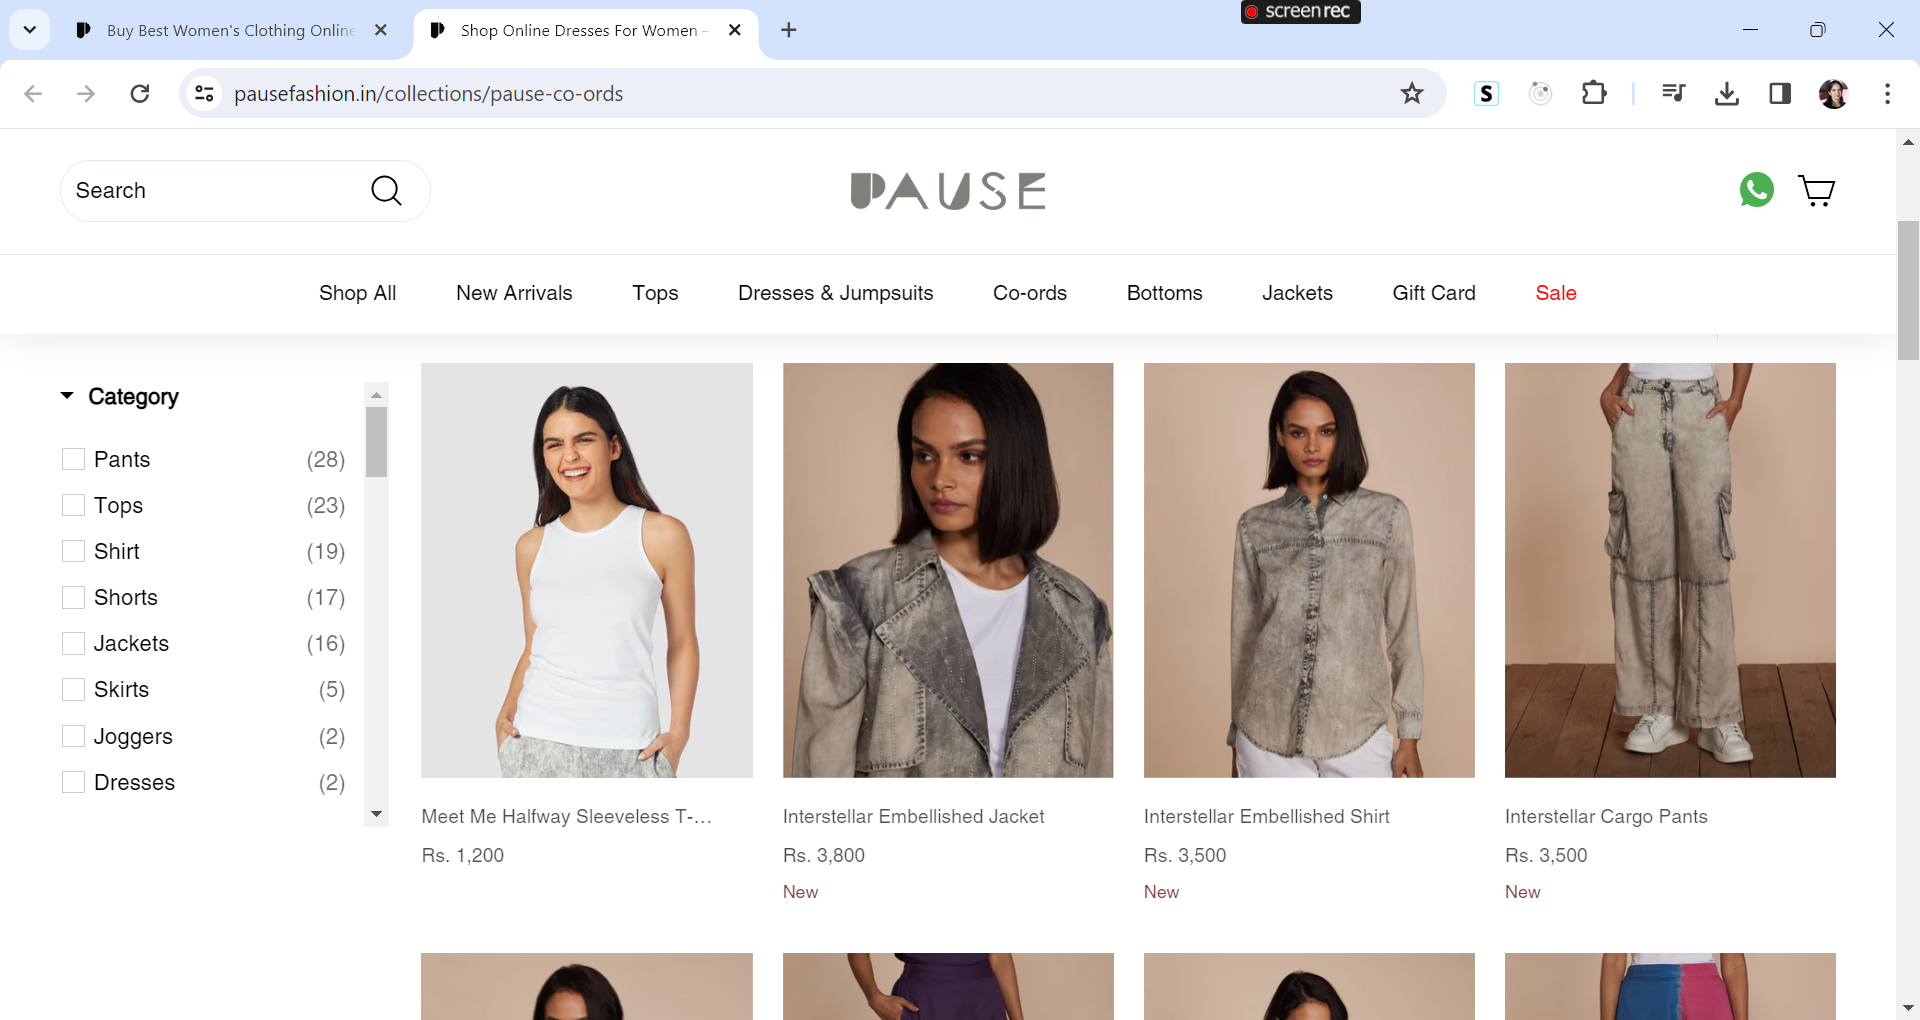 screenrec
Buy Best Women's Clothing Online
Shop Online Dresses For Women -
pausefashion.in/collections/pause-co-ords
S
Search
PAUSE
Shop All
New Arrivals
Tops
Dresses & Jumpsuits
Co-ords
Bottoms
Jackets
Gift Card
Sale
Category
Pants (28)
Tops (23)
Shirt (19)
Shorts (17)
Jackets (16)
Skirts (5)
Joggers (2)
Dresses (2)
Meet Me Halfway Sleeveless T-...
Rs. 1,200
Interstellar Embellished Jacket
Rs. 3,800
New
Interstellar Embellished Shirt
Rs. 3,500
New
Interstellar Cargo Pants
Rs. 3,500
New